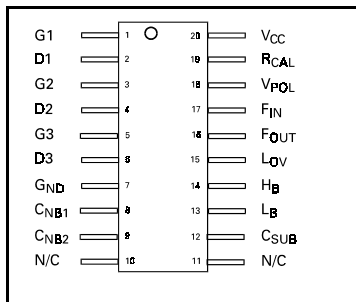 G1 1 20 VCC
D1 2 19 RCAL
G2 3 18 VPOL
D2 4 17 FIN
G3 5 16 FOUT
D3 6 15 LOV
GND 7 14 HB
CNB1 8 13 LB
CNB2 9 12 CSUB
N/C 10 11 N/C